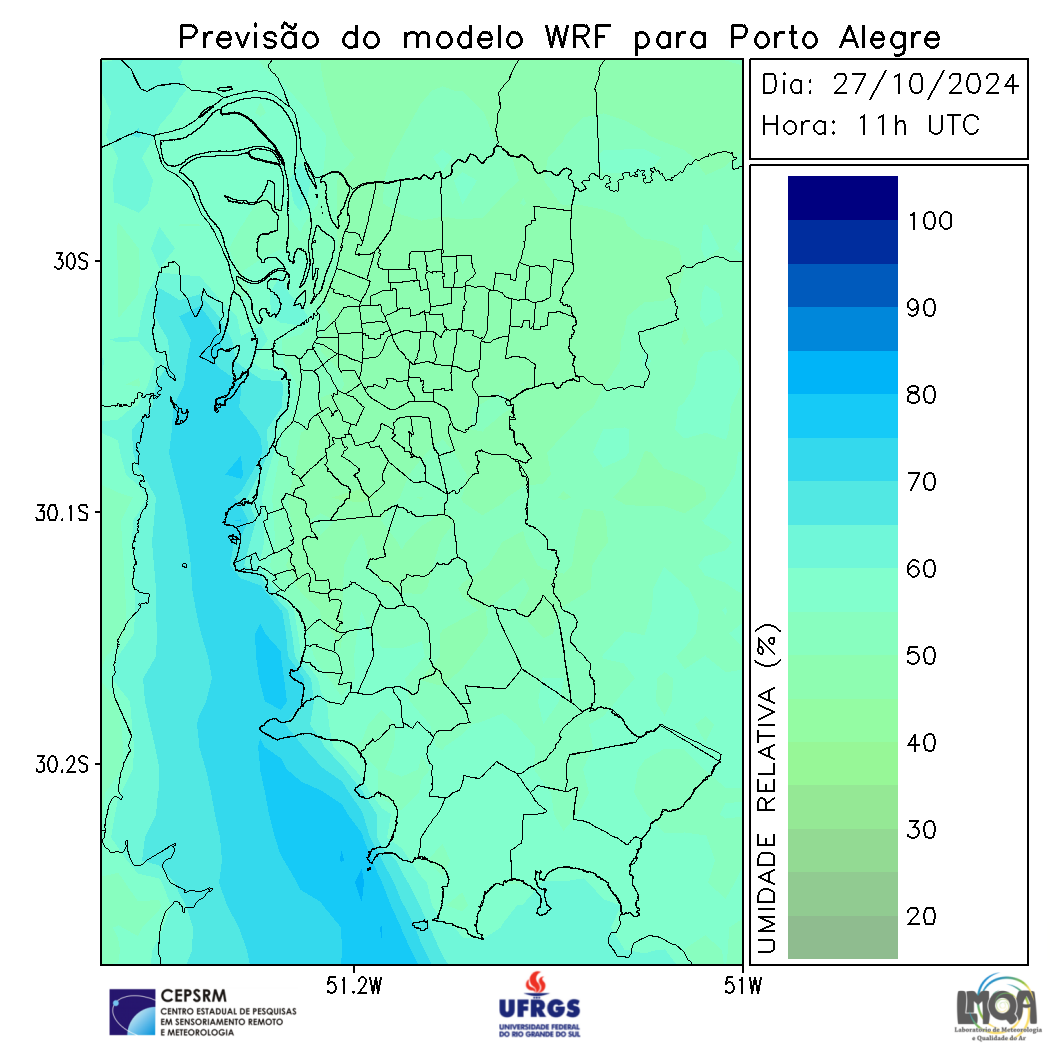 Previsão do modelo WRF para Porto Alegre
Dia: 27/10/2024
Hora: 11h UTC
100
90
80
70
60
50
40
30
20
UMIDADE RELATIVA (%)
30S
30.1S
30.2S
51.2W
51W
CEPSRM
CENTRO ESTADUAL DE PESQUISAS
EM SENSORIAMENTO REMOTO
E METEOROLOGIA
UFRGS
UNIVERSIDADE FEDERAL
DO RIO GRANDE DO SUL
LMQA
Laboratório de Meteorologia
e Qualidade do Ar